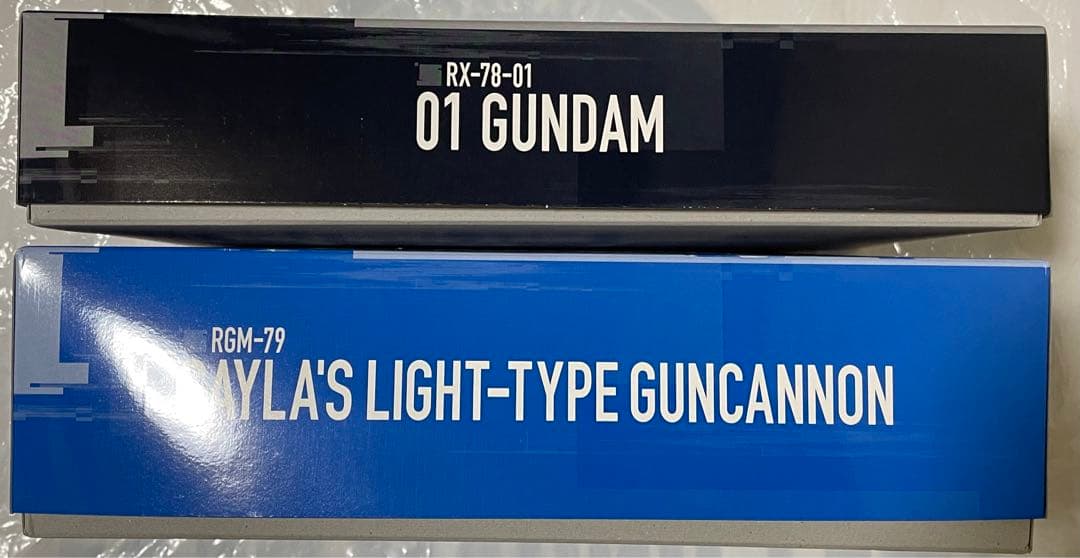 RX-78-01
01 GUNDAM
RGM-79
LIGHT-TYPE GUNCANNON